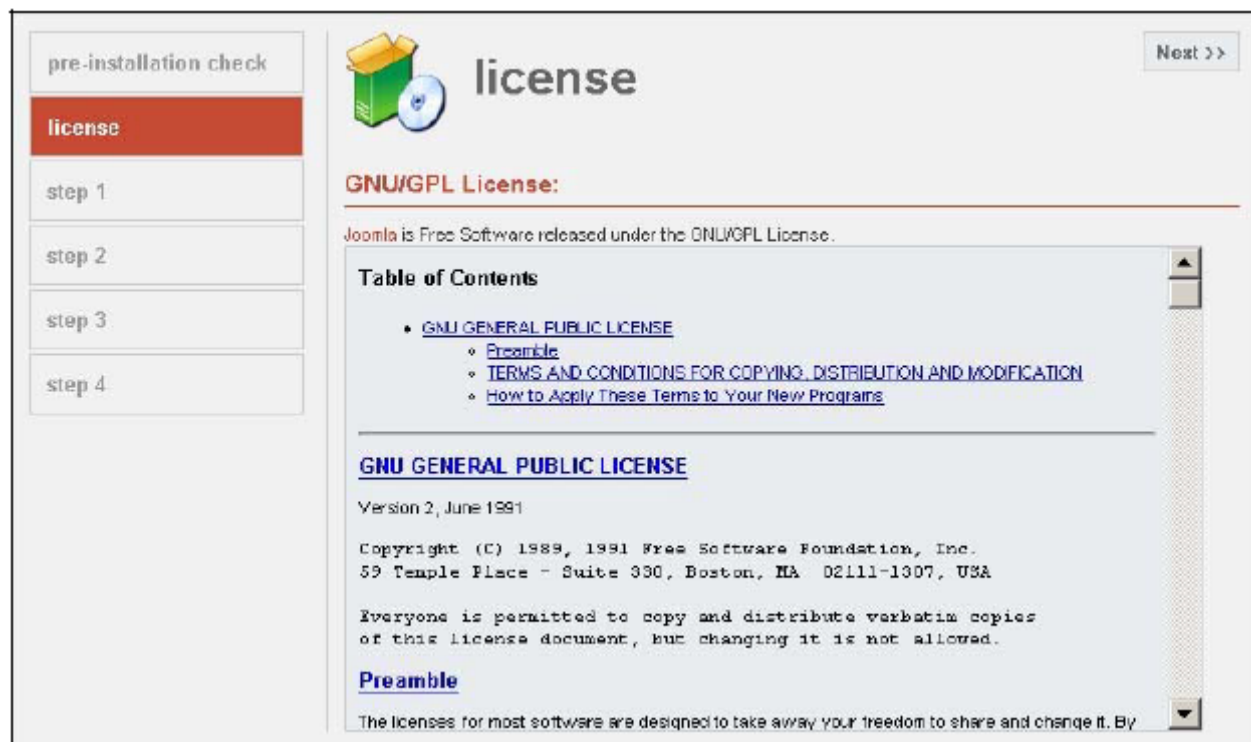 pre-installation check
license
step 1
step 2
step 3
step 4
license
Next >>
GNU/GPL License:
Joomla is Free Software released under the GNU/GPL License.
Table of Contents
GNU GENERAL PUBLIC LICENSE
Preamble
TERMS AND CONDITIONS FOR COPYING, DISTRIBUTION AND MODIFICATION
How to Apply These Terms to Your New Programs
GNU GENERAL PUBLIC LICENSE
Version 2, June 1991
Copyright (C) 1989, 1991 Free Software Foundation, Inc.
59 Temple Place - Suite 330, Boston, MA  02111-1307, USA
Everyone is permitted to copy and distribute verbatim copies
of this license document, but changing it is not allowed.
Preamble
The licenses for most software are designed to take away your freedom to share and change it. By